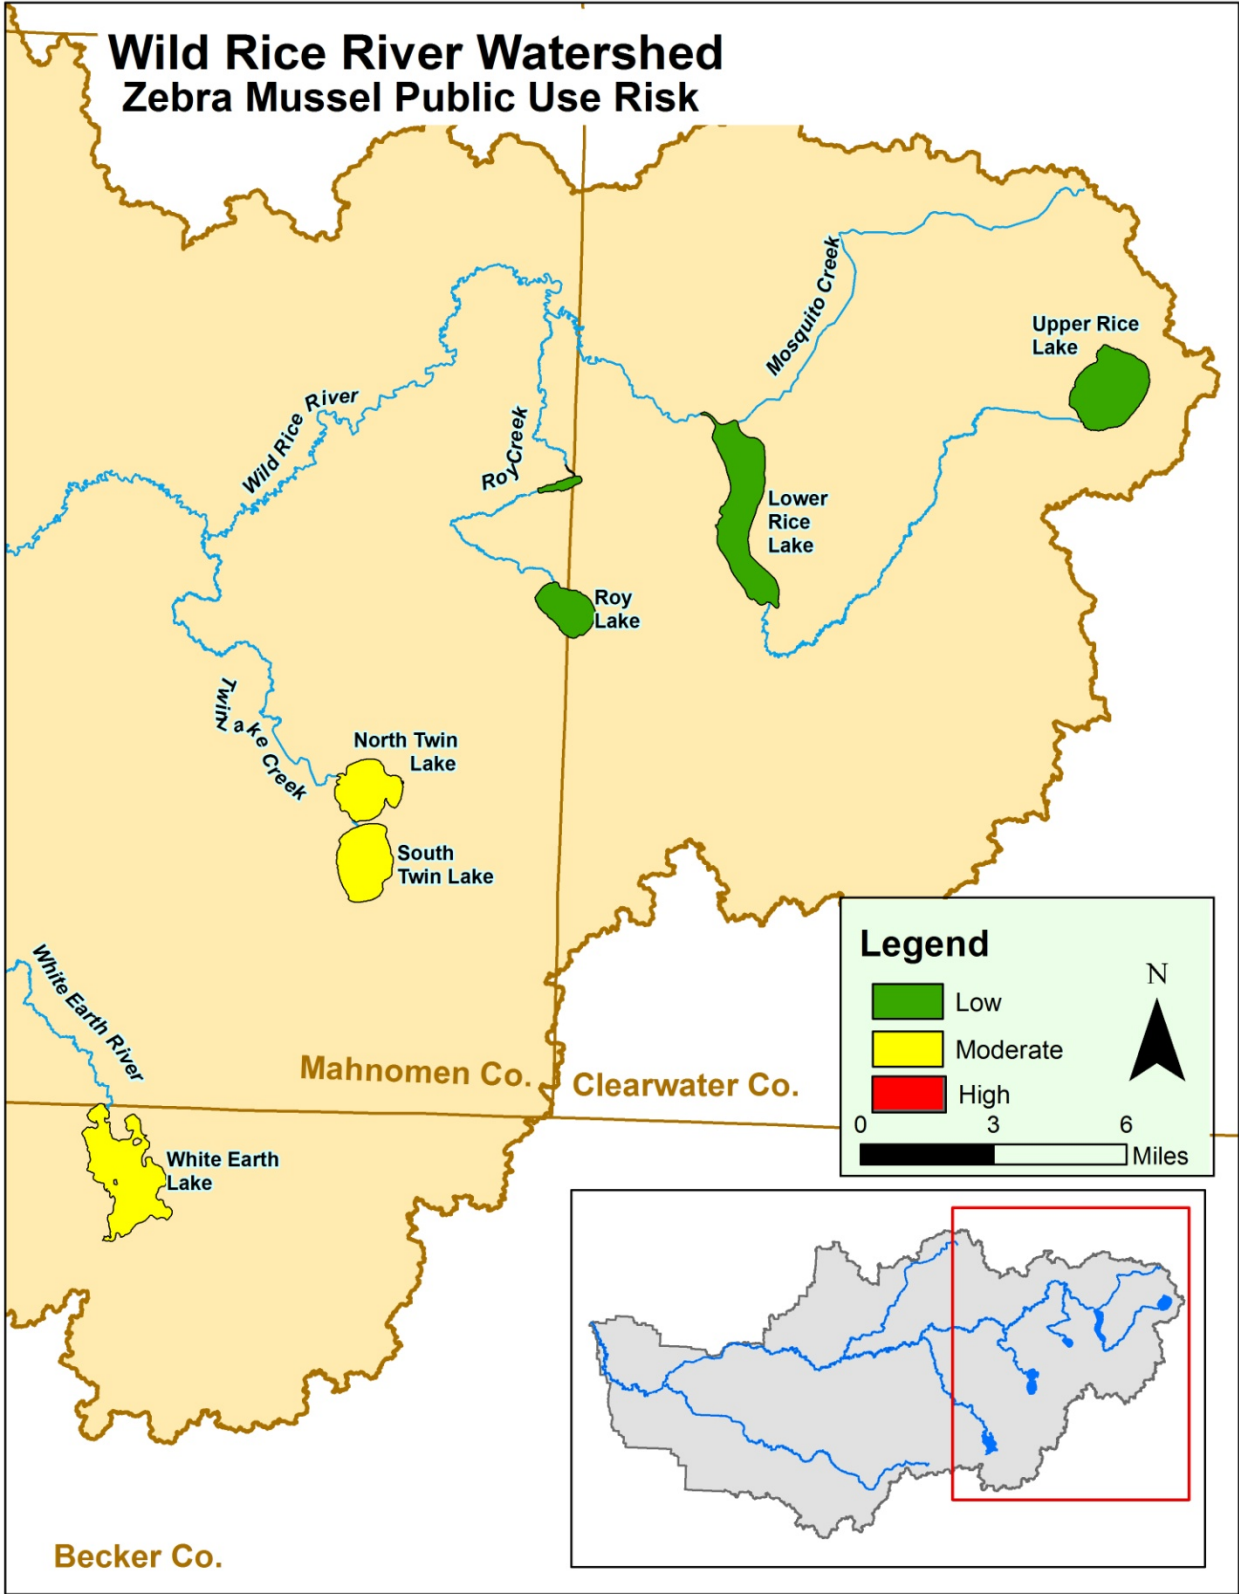 Wild Rice River Watershed
Zebra Mussel Public Use Risk
Mosquito Creek
Upper Rice
Lake
Wild Rice River
Roy Creek
Lower
Rice
Lake
Roy
Lake
Twin Lake Creek
North Twin
Lake
South
Twin Lake
White Earth River
Mahnomen Co.
Clearwater Co.
White Earth
Lake
Legend
Low
Moderate
High
N
0 3 6
Miles
Becker Co.